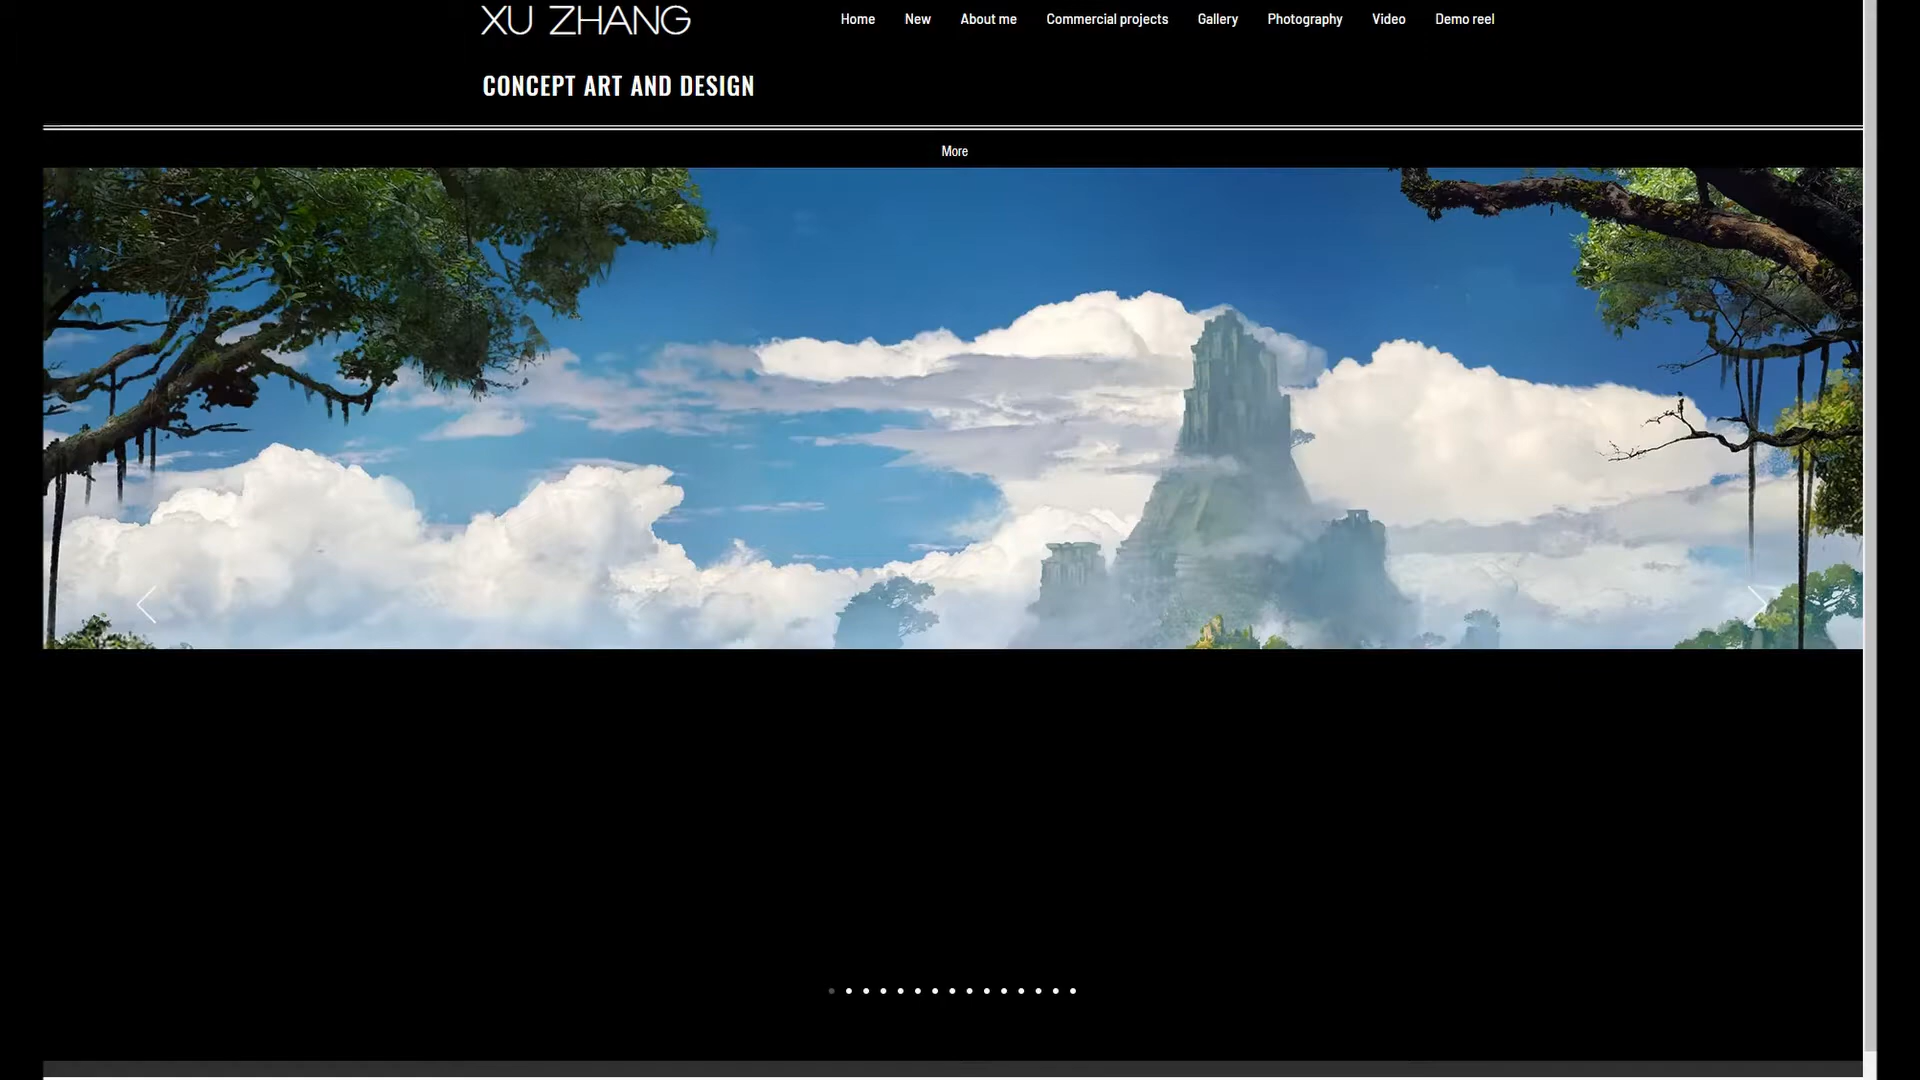 XU ZHANG
Home New About me Commercial projects Gallery Photography Video Demo reel
CONCEPT ART AND DESIGN
More